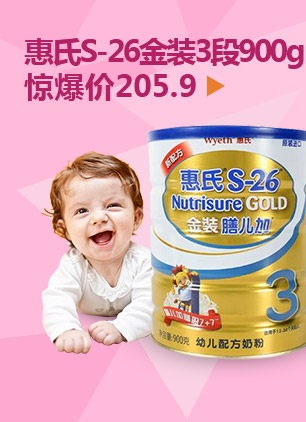 惠氏S-26金装3段900g
惊爆价205.9
Wyeth 惠氏
原装进口
新配方
惠氏S-26
Nutrisure GOLD
金装膳儿加
3
净含量:900克
幼儿配方奶粉